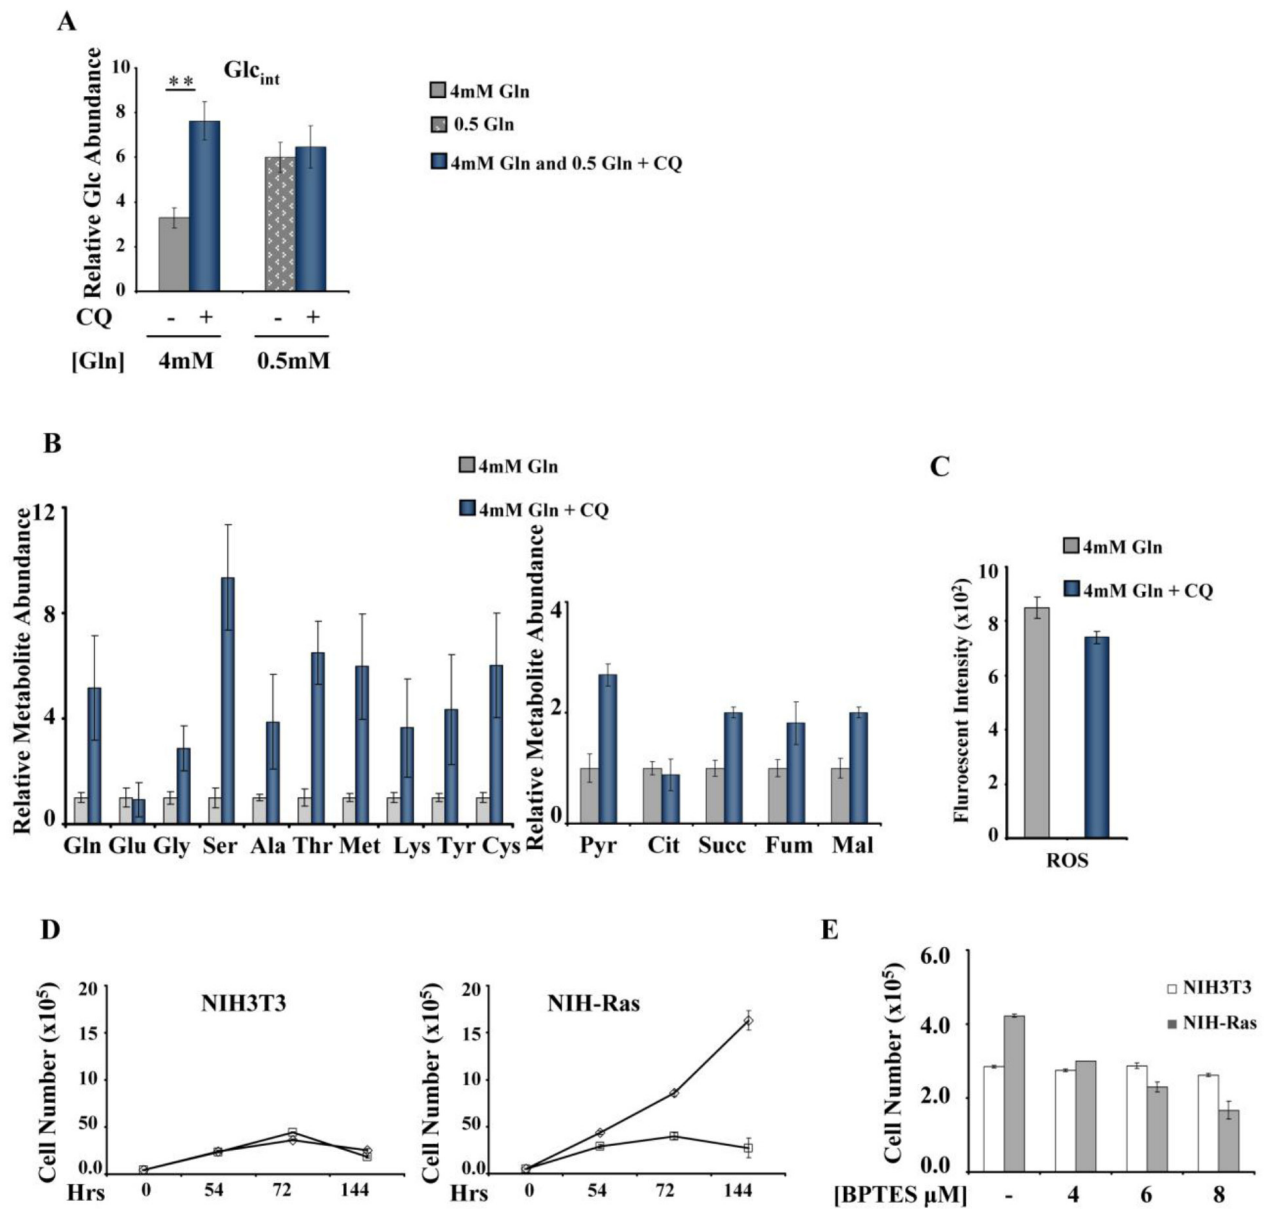 A
Relative Glc Abundance
10
8
6
4
2
0
**
Glc int
4mM Gln
0.5 Gln
4mM Gln and 0.5 Gln + CQ
CQ - + - +
[Gln] 4mM 0.5mM
B
Relative Metabolite Abundance
12
8
4
0
4mM Gln
4mM Gln + CQ
Gln Glu Gly Ser Ala Thr Met Lys Tyr Cys
Relative Metabolite Abundance
4
2
0
Pyr Cit Succ Fum Mal
C
Fluroescent Intensity (x10²)
10
8
6
4
2
0
4mM Gln
4mM Gln + CQ
ROS
D
Cell Number (x10⁵)
20
15
10
50
0.0
NIH3T3
Hrs 0 54 72 144
Cell Number (x10⁵)
20
15
10
50
0.0
NIH-Ras
Hrs 0 54 72 144
E
Cell Number (x10⁵)
6.0
4.0
2.0
0.0
NIH3T3
NIH-Ras
[BPTES µM] - 4 6 8